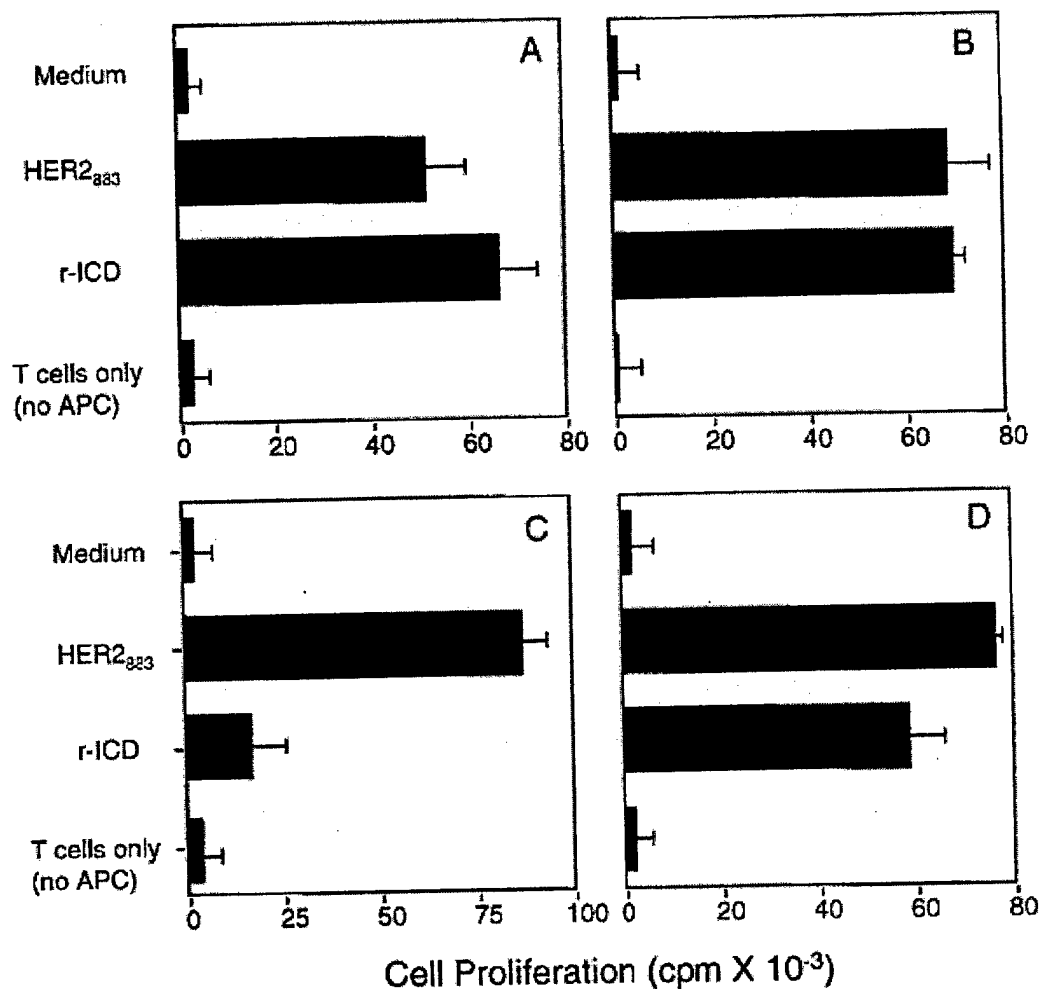 A
B
Medium
HER2₈₈₃
r-ICD
T cells only
(no APC)
0 20 40 60 80
0 20 40 60 80
C
D
Medium
HER2₈₈₃
r-ICD
T cells only
(no APC)
0 25 50 75 100
0 20 40 60 80
Cell Proliferation (cpm X 10⁻³)